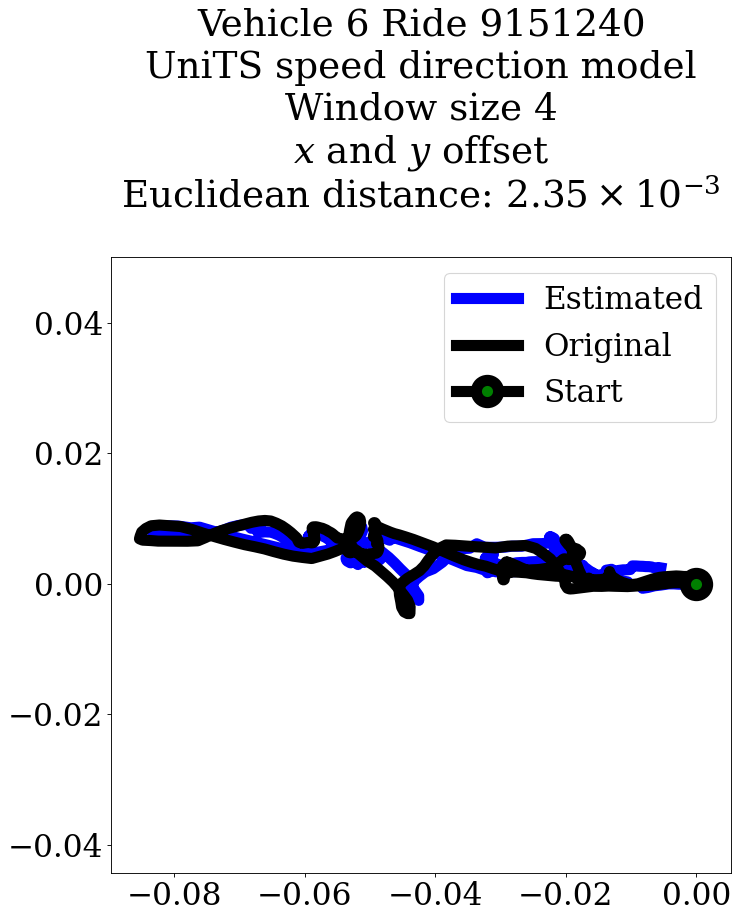 Vehicle 6 Ride 9151240
UniTS speed direction model
Window size 4
x and y offset
Euclidean distance: 2.35 × 10⁻³
Estimated
Original
Start
0.04
0.02
0.00
−0.02
−0.04
−0.08 −0.06 −0.04 −0.02 0.00